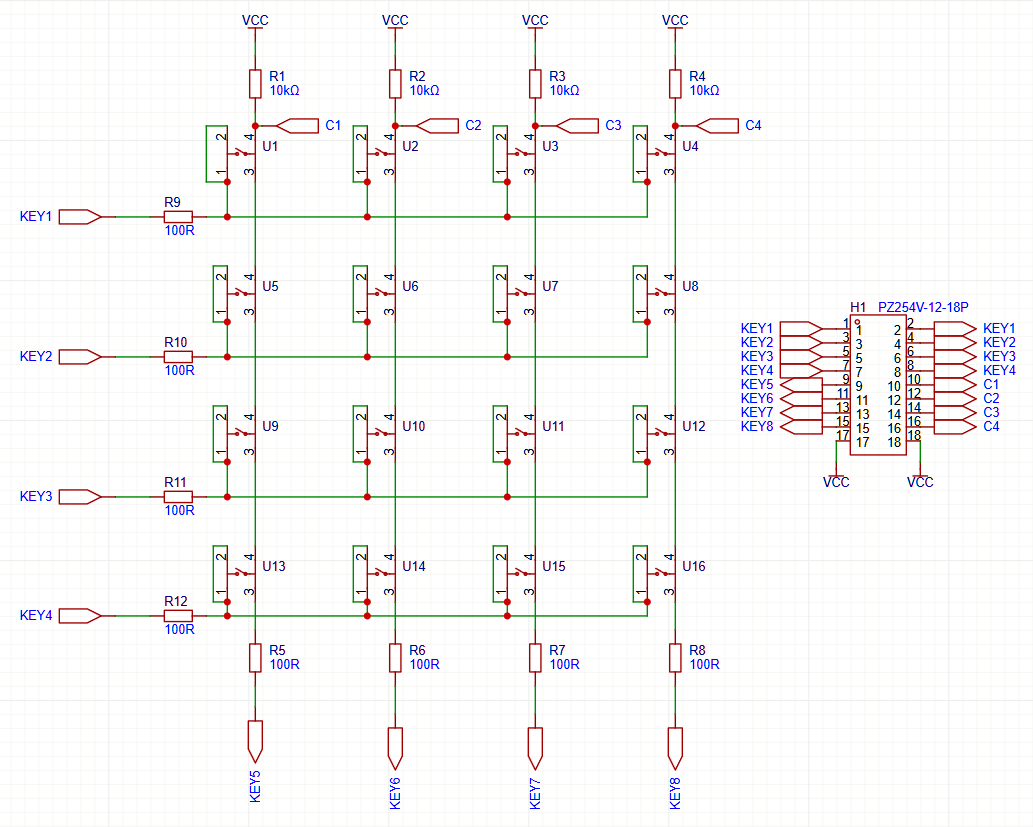 VCC VCC VCC VCC
R1 R2 R3 R4
10kΩ 10kΩ 10kΩ 10kΩ
C1 C2 C3 C4
2 4 2 4 2 4 2 4
U1 U2 U3 U4
1 3 1 3 1 3 1 3
R9
KEY1
100R
2 4 2 4 2 4 2 4
U5 U6 U7 U8
1 3 1 3 1 3 1 3
R10
KEY2
100R
2 4 2 4 2 4 2 4
U9 U10 U11 U12
1 3 1 3 1 3 1 3
R11
KEY3
100R
2 4 2 4 2 4 2 4
U13 U14 U15 U16
1 3 1 3 1 3 1 3
R12
KEY4
100R
R5 R6 R7 R8
100R 100R 100R 100R
KEY5 KEY6 KEY7 KEY8
H1 PZ254V-12-18P
KEY1 1 1 2 2 KEY1
KEY2 3 3 4 4 KEY2
KEY3 5 5 6 6 KEY3
KEY4 7 7 8 8 KEY4
KEY5 9 9 10 10 C1
KEY6 11 11 12 12 C2
KEY7 13 13 14 14 C3
KEY8 15 15 16 16 C4
17 17 18 18
VCC VCC